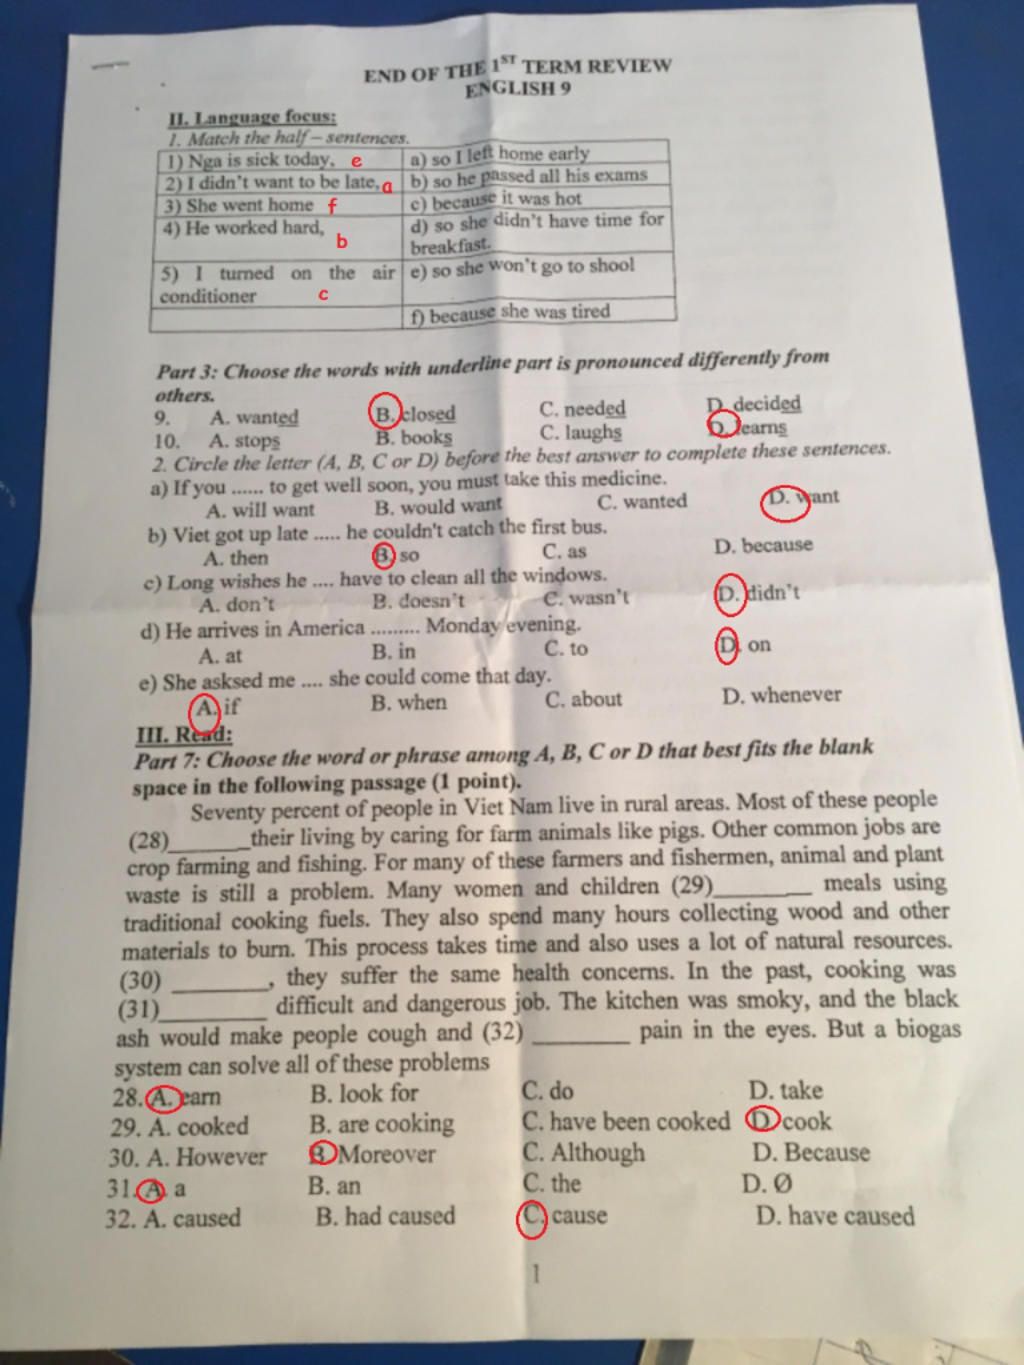 END OF THE 1ST TERM REVIEW
ENGLISH 9
II. Language focus:
1. Match the half – sentences.
1) Nga is sick today, e a) so I left home early
2) I didn't want to be late, a b) so he passed all his exams
3) She went home f c) because it was hot
4) He worked hard, b d) so she didn't have time for
breakfast.
5) I turned on the air e) so she won't go to shool
conditioner c
f) because she was tired
Part 3: Choose the words with underline part is pronounced differently from
others.
9. A. wanted B. closed C. needed D. decided
10. A. stops B. books C. laughs D. learns
2. Circle the letter (A, B, C or D) before the best answer to complete these sentences.
a) If you ...... to get well soon, you must take this medicine.
A. will want B. would want C. wanted D. want
b) Viet got up late ..... he couldn't catch the first bus.
A. then B. so C. as D. because
c) Long wishes he .... have to clean all the windows.
A. don't B. doesn't C. wasn't D. didn't
d) He arrives in America ......... Monday evening.
A. at B. in C. to D. on
e) She asksed me .... she could come that day.
A. if B. when C. about D. whenever
III. Read:
Part 7: Choose the word or phrase among A, B, C or D that best fits the blank
space in the following passage (1 point).
Seventy percent of people in Viet Nam live in rural areas. Most of these people
(28)_______their living by caring for farm animals like pigs. Other common jobs are
crop farming and fishing. For many of these farmers and fishermen, animal and plant
waste is still a problem. Many women and children (29)________ meals using
traditional cooking fuels. They also spend many hours collecting wood and other
materials to burn. This process takes time and also uses a lot of natural resources.
(30) ________, they suffer the same health concerns. In the past, cooking was
(31)_________ difficult and dangerous job. The kitchen was smoky, and the black
ash would make people cough and (32) ________ pain in the eyes. But a biogas
system can solve all of these problems
28. A. earn B. look for C. do D. take
29. A. cooked B. are cooking C. have been cooked D. cook
30. A. However B. Moreover C. Although D. Because
31. A. a B. an C. the D. Ø
32. A. caused B. had caused C. cause D. have caused
1